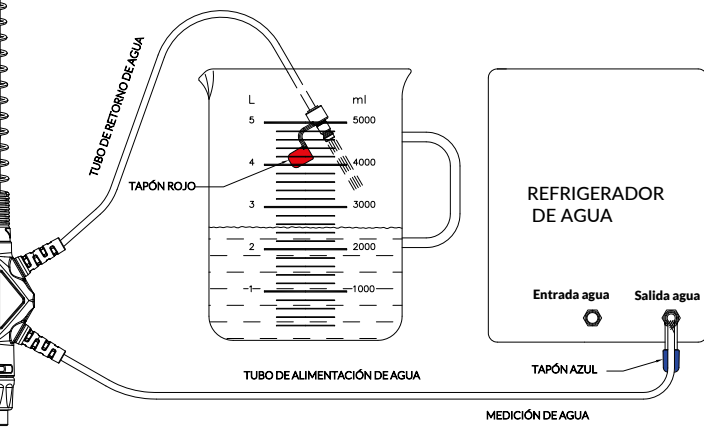 TUBO DE RETORNO DE AGUA
L
ml
5
5000
4
4000
3
3000
2
2000
1
1000
TAPÓN ROJO
REFRIGERADOR
DE AGUA
Entrada agua
Salida agua
TAPÓN AZUL
TUBO DE ALIMENTACIÓN DE AGUA
MEDICIÓN DE AGUA